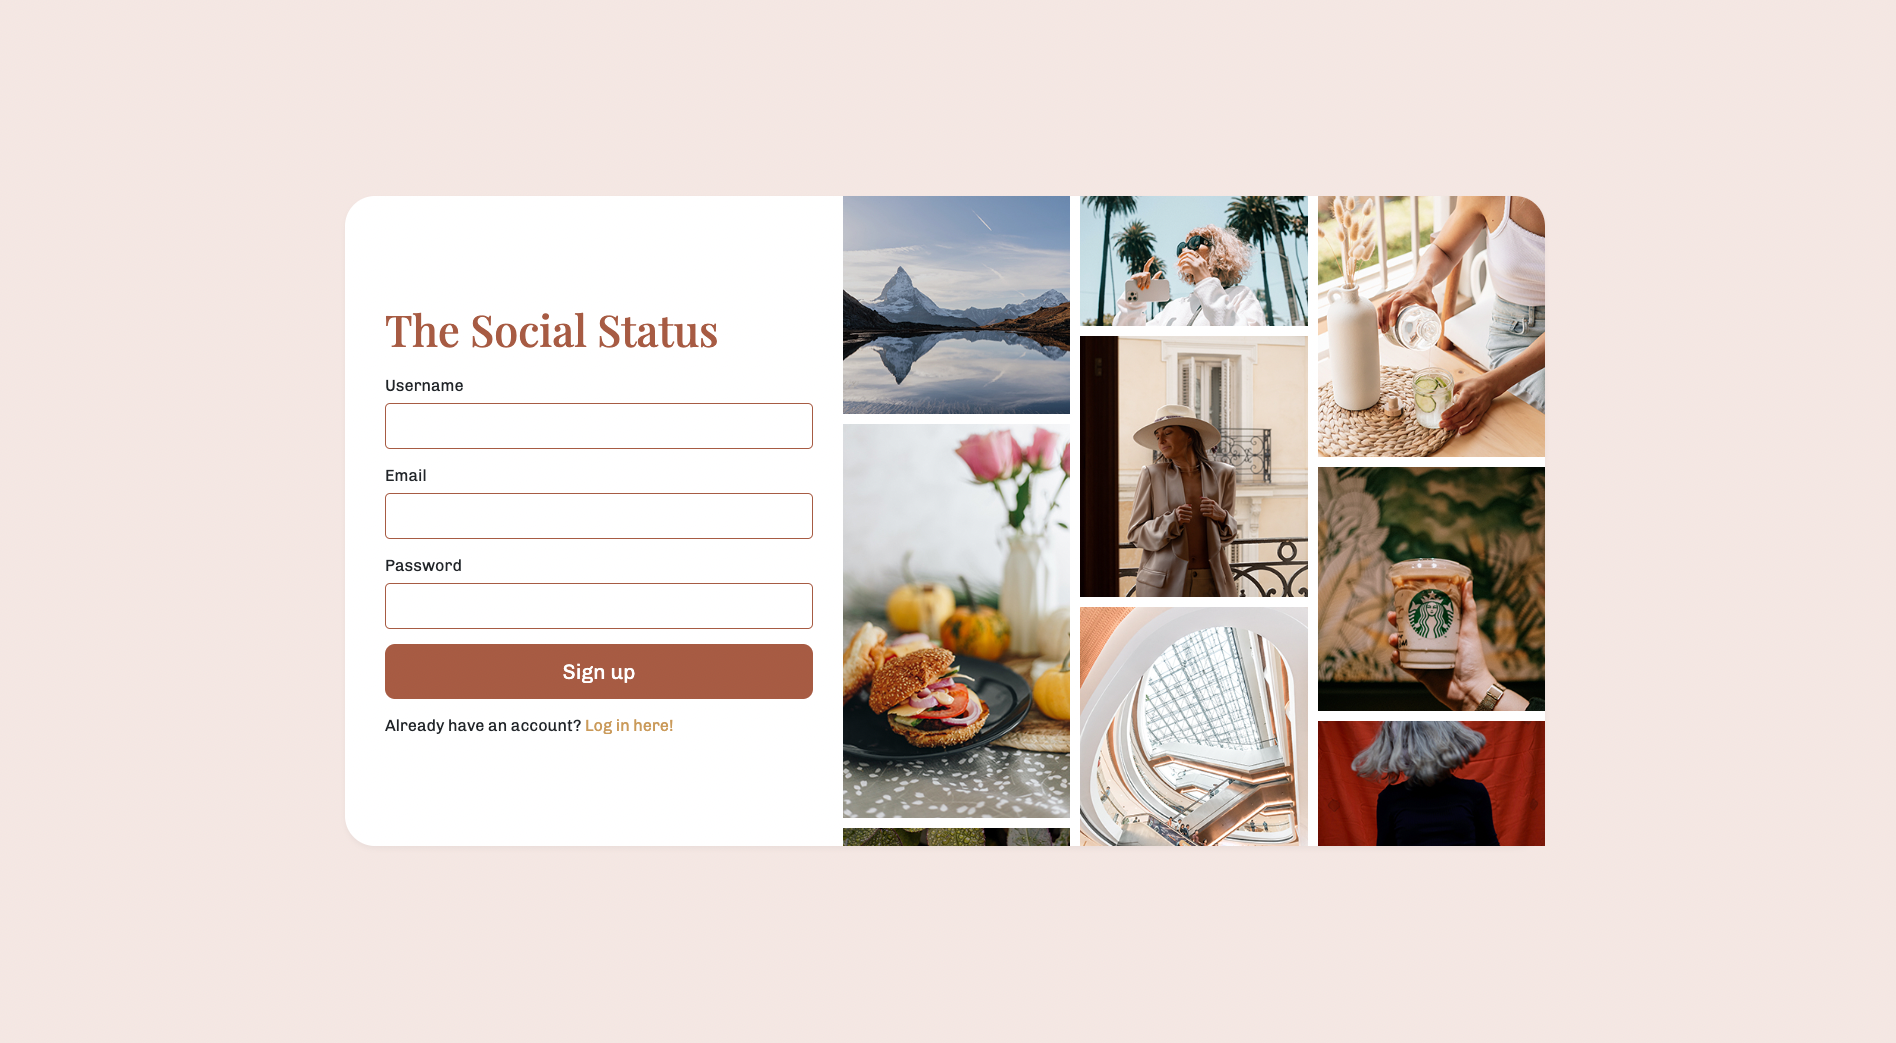 The Social Status
Username
Email
Password
Sign up
Already have an account? Log in here!